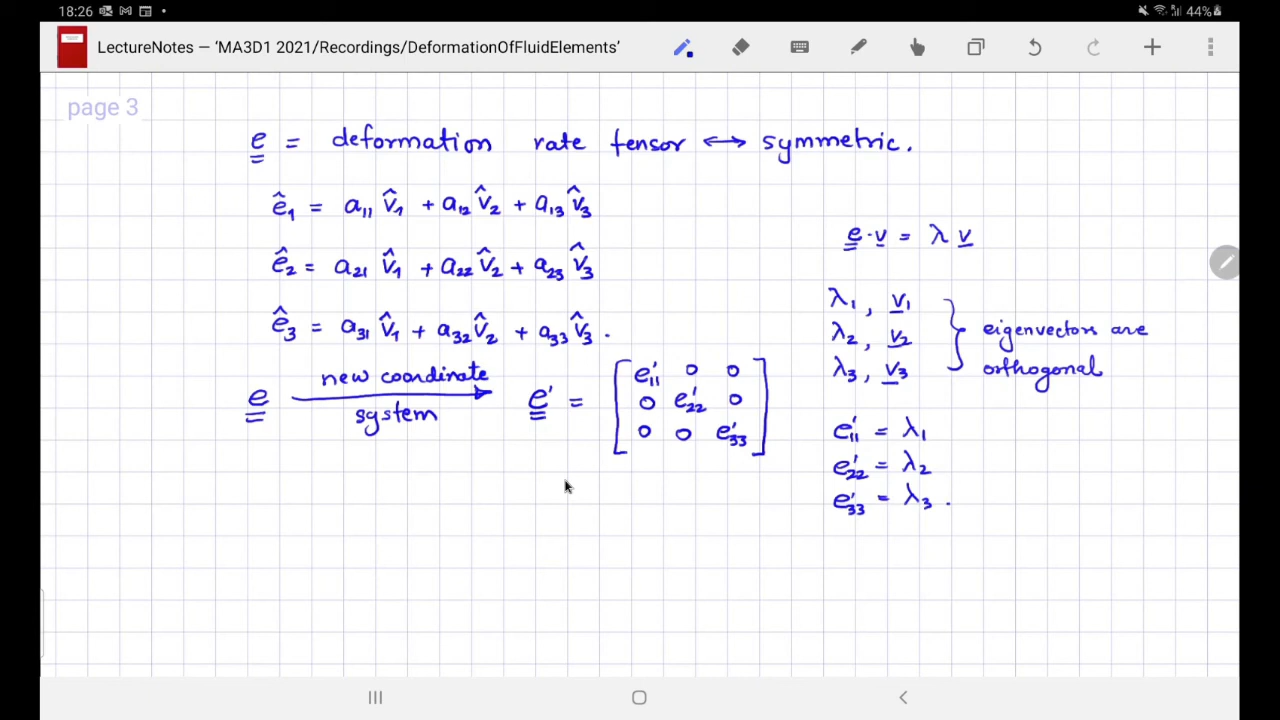 18:26
44%
LectureNotes — ‘MA3D1 2021/Recordings/DeformationOfFluidElements’
page 3
e = deformation rate tensor ↔ symmetric.
ê₁ = a₁₁ v̂₁ + a₁₂ v̂₂ + a₁₃ v̂₃
ê₂ = a₂₁ v̂₁ + a₂₂ v̂₂ + a₂₃ v̂₃
ê₃ = a₃₁ v̂₁ + a₃₂ v̂₂ + a₃₃ v̂₃ .
e · v = λ v
λ₁, v₁
λ₂, v₂
λ₃, v₃
} eigenvectors are
orthogonal
e new coordinate system → e' =
[ e'₁₁ 0 0
0 e'₂₂ 0
0 0 e'₃₃ ]
e'₁₁ = λ₁
e'₂₂ = λ₂
e'₃₃ = λ₃ .